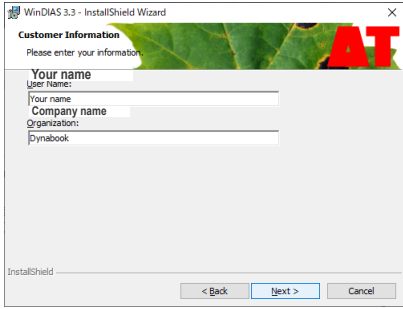 WinDIAS 3.3 - InstallShield Wizard
Customer Information
Please enter your information.
AT
Your name
User Name:
Your name
Company name
Organization:
Dynabook
InstallShield
< Back
Next >
Cancel